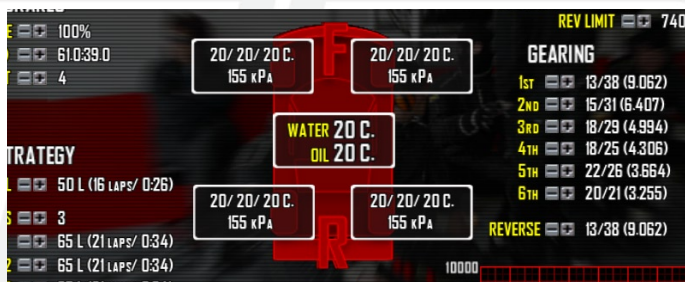 100%
61.0:39.0
4
TRATEGY
50 L (16 LAPS/ 0:26)
3
65 L (21 LAPS/ 0:34)
65 L (21 LAPS/ 0:34)
F
20/ 20/ 20 C.
155 KPA
20/ 20/ 20 C.
155 KPA
WATER 20 C.
OIL 20 C.
20/ 20/ 20 C.
155 KPA
20/ 20/ 20 C.
155 KPA
R
REV LIMIT 740
GEARING
1ST 13/38 (9.062)
2ND 15/31 (6.407)
3RD 18/29 (4.994)
4TH 18/25 (4.306)
5TH 22/26 (3.664)
6TH 20/21 (3.255)
REVERSE 13/38 (9.062)
10000